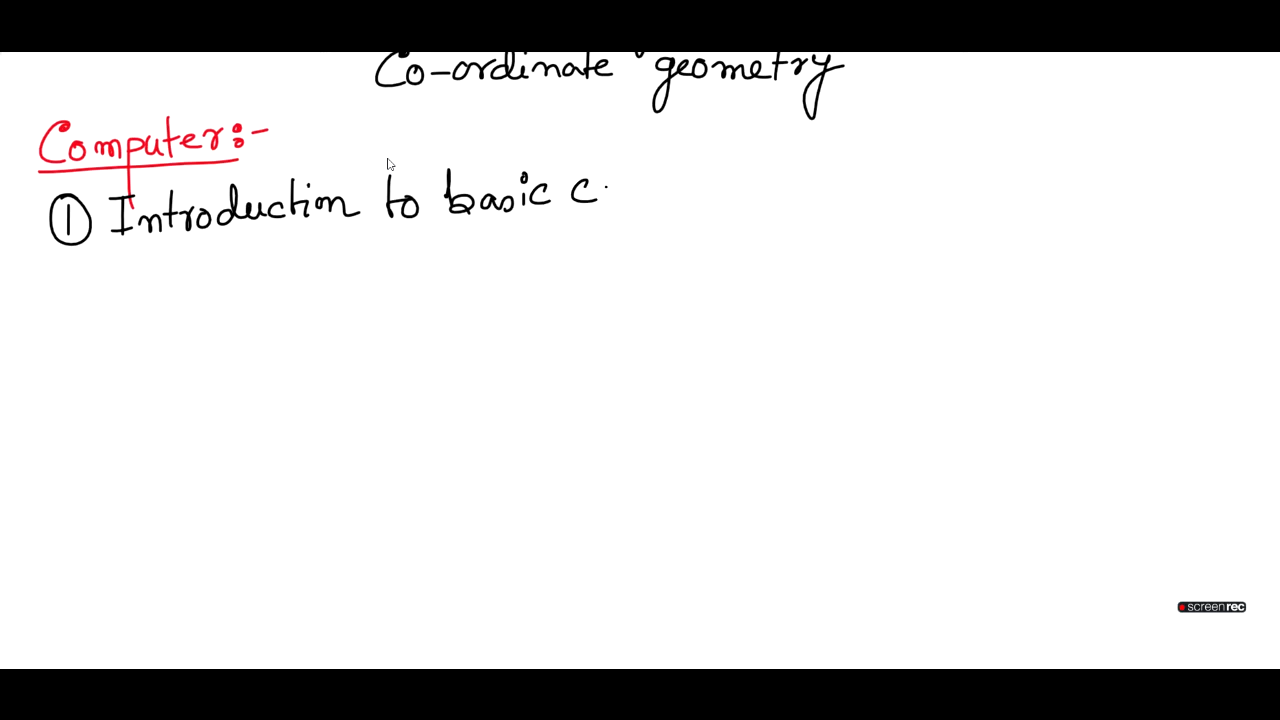 Co-ordinate geometry
Computer:-
① Introduction to basic c
screenrec